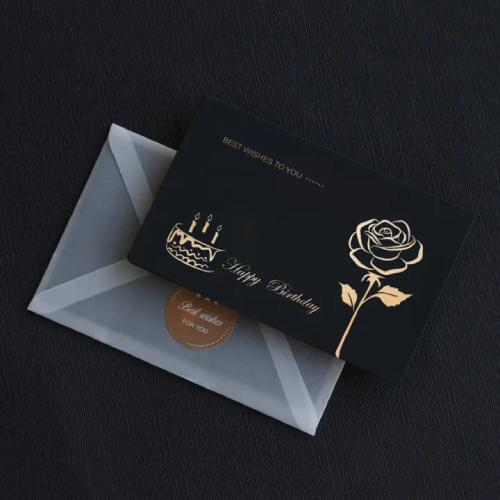 BEST WISHES TO YOU ......
Happy Birthday
Best wishes
FOR YOU